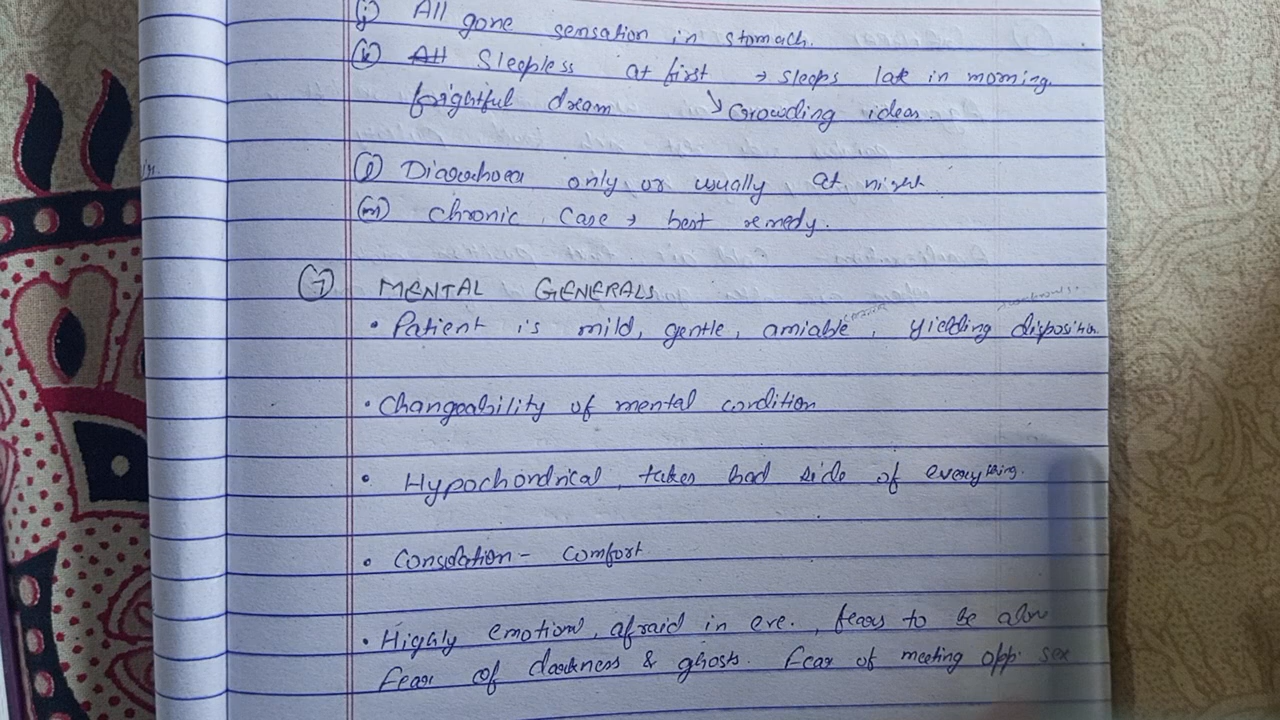 (j) All gone sensation in stomach.
(k) Sleepless at first → sleeps late in morning.
frightful dream ↘ Crowding ideas.
(l) Diarrhoea only or usually, at night
(m) chronic case → best remedy.
(7) MENTAL GENERALS
• Patient is mild, gentle, amiable, yielding disposition
• Changeability of mental condition
• Hypochondrical, takes bad side of everything.
• Consolation - comfort
• Highly emotional, afraid in eve., fears to be alone
Fear of darkness & ghosts. Fear of meeting opp. sex